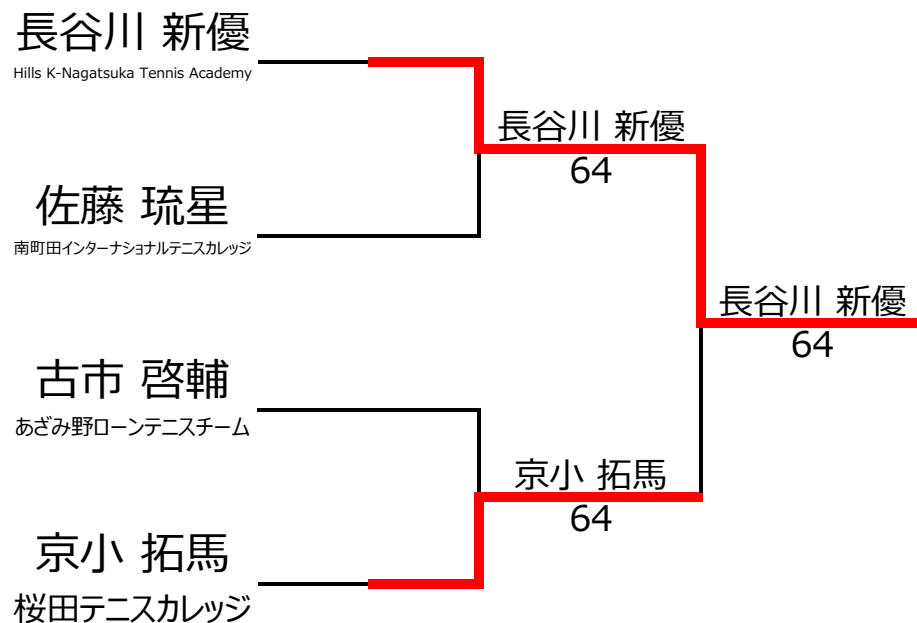 長谷川 新優
Hills K-Nagatsuka Tennis Academy
長谷川 新優
64
佐藤 琉星
南町田インターナショナルテニスカレッジ
長谷川 新優
64
古市 啓輔
あざみ野ローンテニスチーム
京小 拓馬
64
京小 拓馬
桜田テニスカレッジ